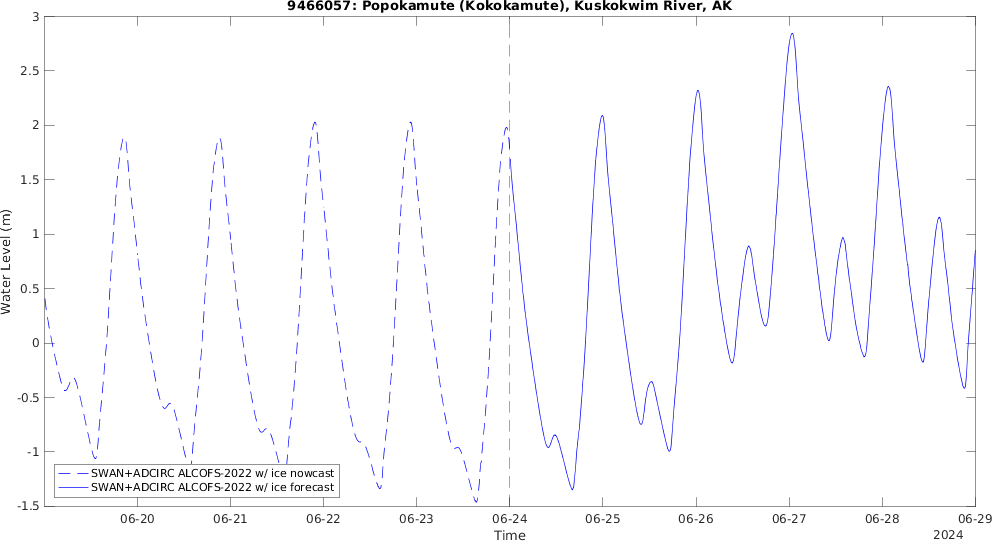 9466057: Popokamute (Kokokamute), Kuskokwim River, AK
3
2.5
2
1.5
1
0.5
0
-0.5
-1
-1.5
Water Level (m)
SWAN+ADCIRC ALCOFS-2022 w/ ice nowcast
SWAN+ADCIRC ALCOFS-2022 w/ ice forecast
06-20 06-21 06-22 06-23 06-24 06-25 06-26 06-27 06-28 06-29
Time
2024